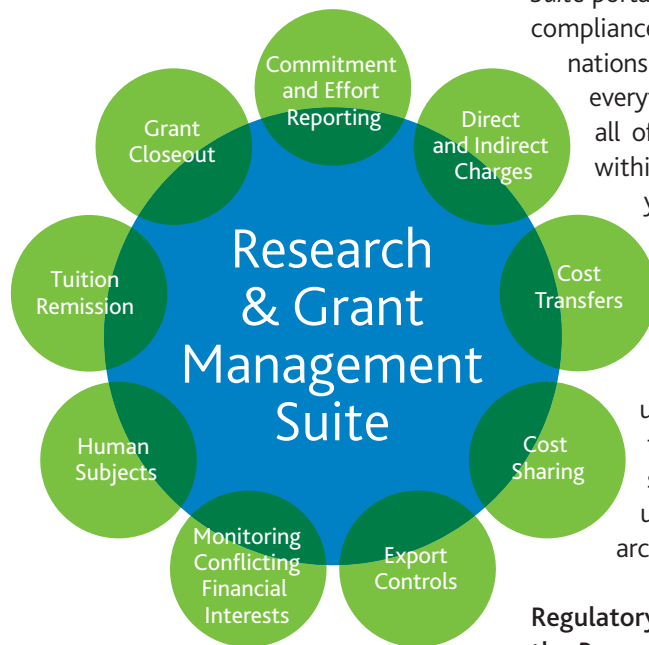 Commitment
and Effort
Reporting
Direct
and Indirect
Charges
Cost
Transfers
Cost
Sharing
Export
Controls
Monitoring
Conflicting
Financial
Interests
Human
Subjects
Tuition
Remission
Grant
Closeout
Research
& Grant
Management
Suite
compliance
nations
everyt
all of
withi
y
u
s
u
arc
Regulatory